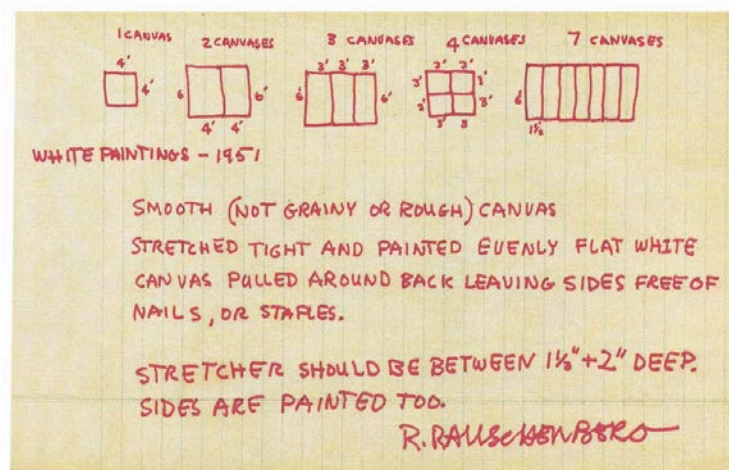 1 CANVAS 2 CANVASES 3 CANVASES 4 CANVASES 7 CANVASES
4' 3' 3' 3' 3' 3'
4' 6 6' 6' 6' 3' 3' 3' 3' 6'
4' 4' 3' 3 1½'
WHITE PAINTINGS - 1951
SMOOTH (NOT GRAINY OR ROUGH) CANVAS
STRETCHED TIGHT AND PAINTED EVENLY FLAT WHITE
CANVAS PULLED AROUND BACK LEAVING SIDES FREE OF
NAILS, OR STAPLES.
STRETCHER SHOULD BE BETWEEN 1½" + 2" DEEP.
SIDES ARE PAINTED TOO.
R. RAUSCHENBERG